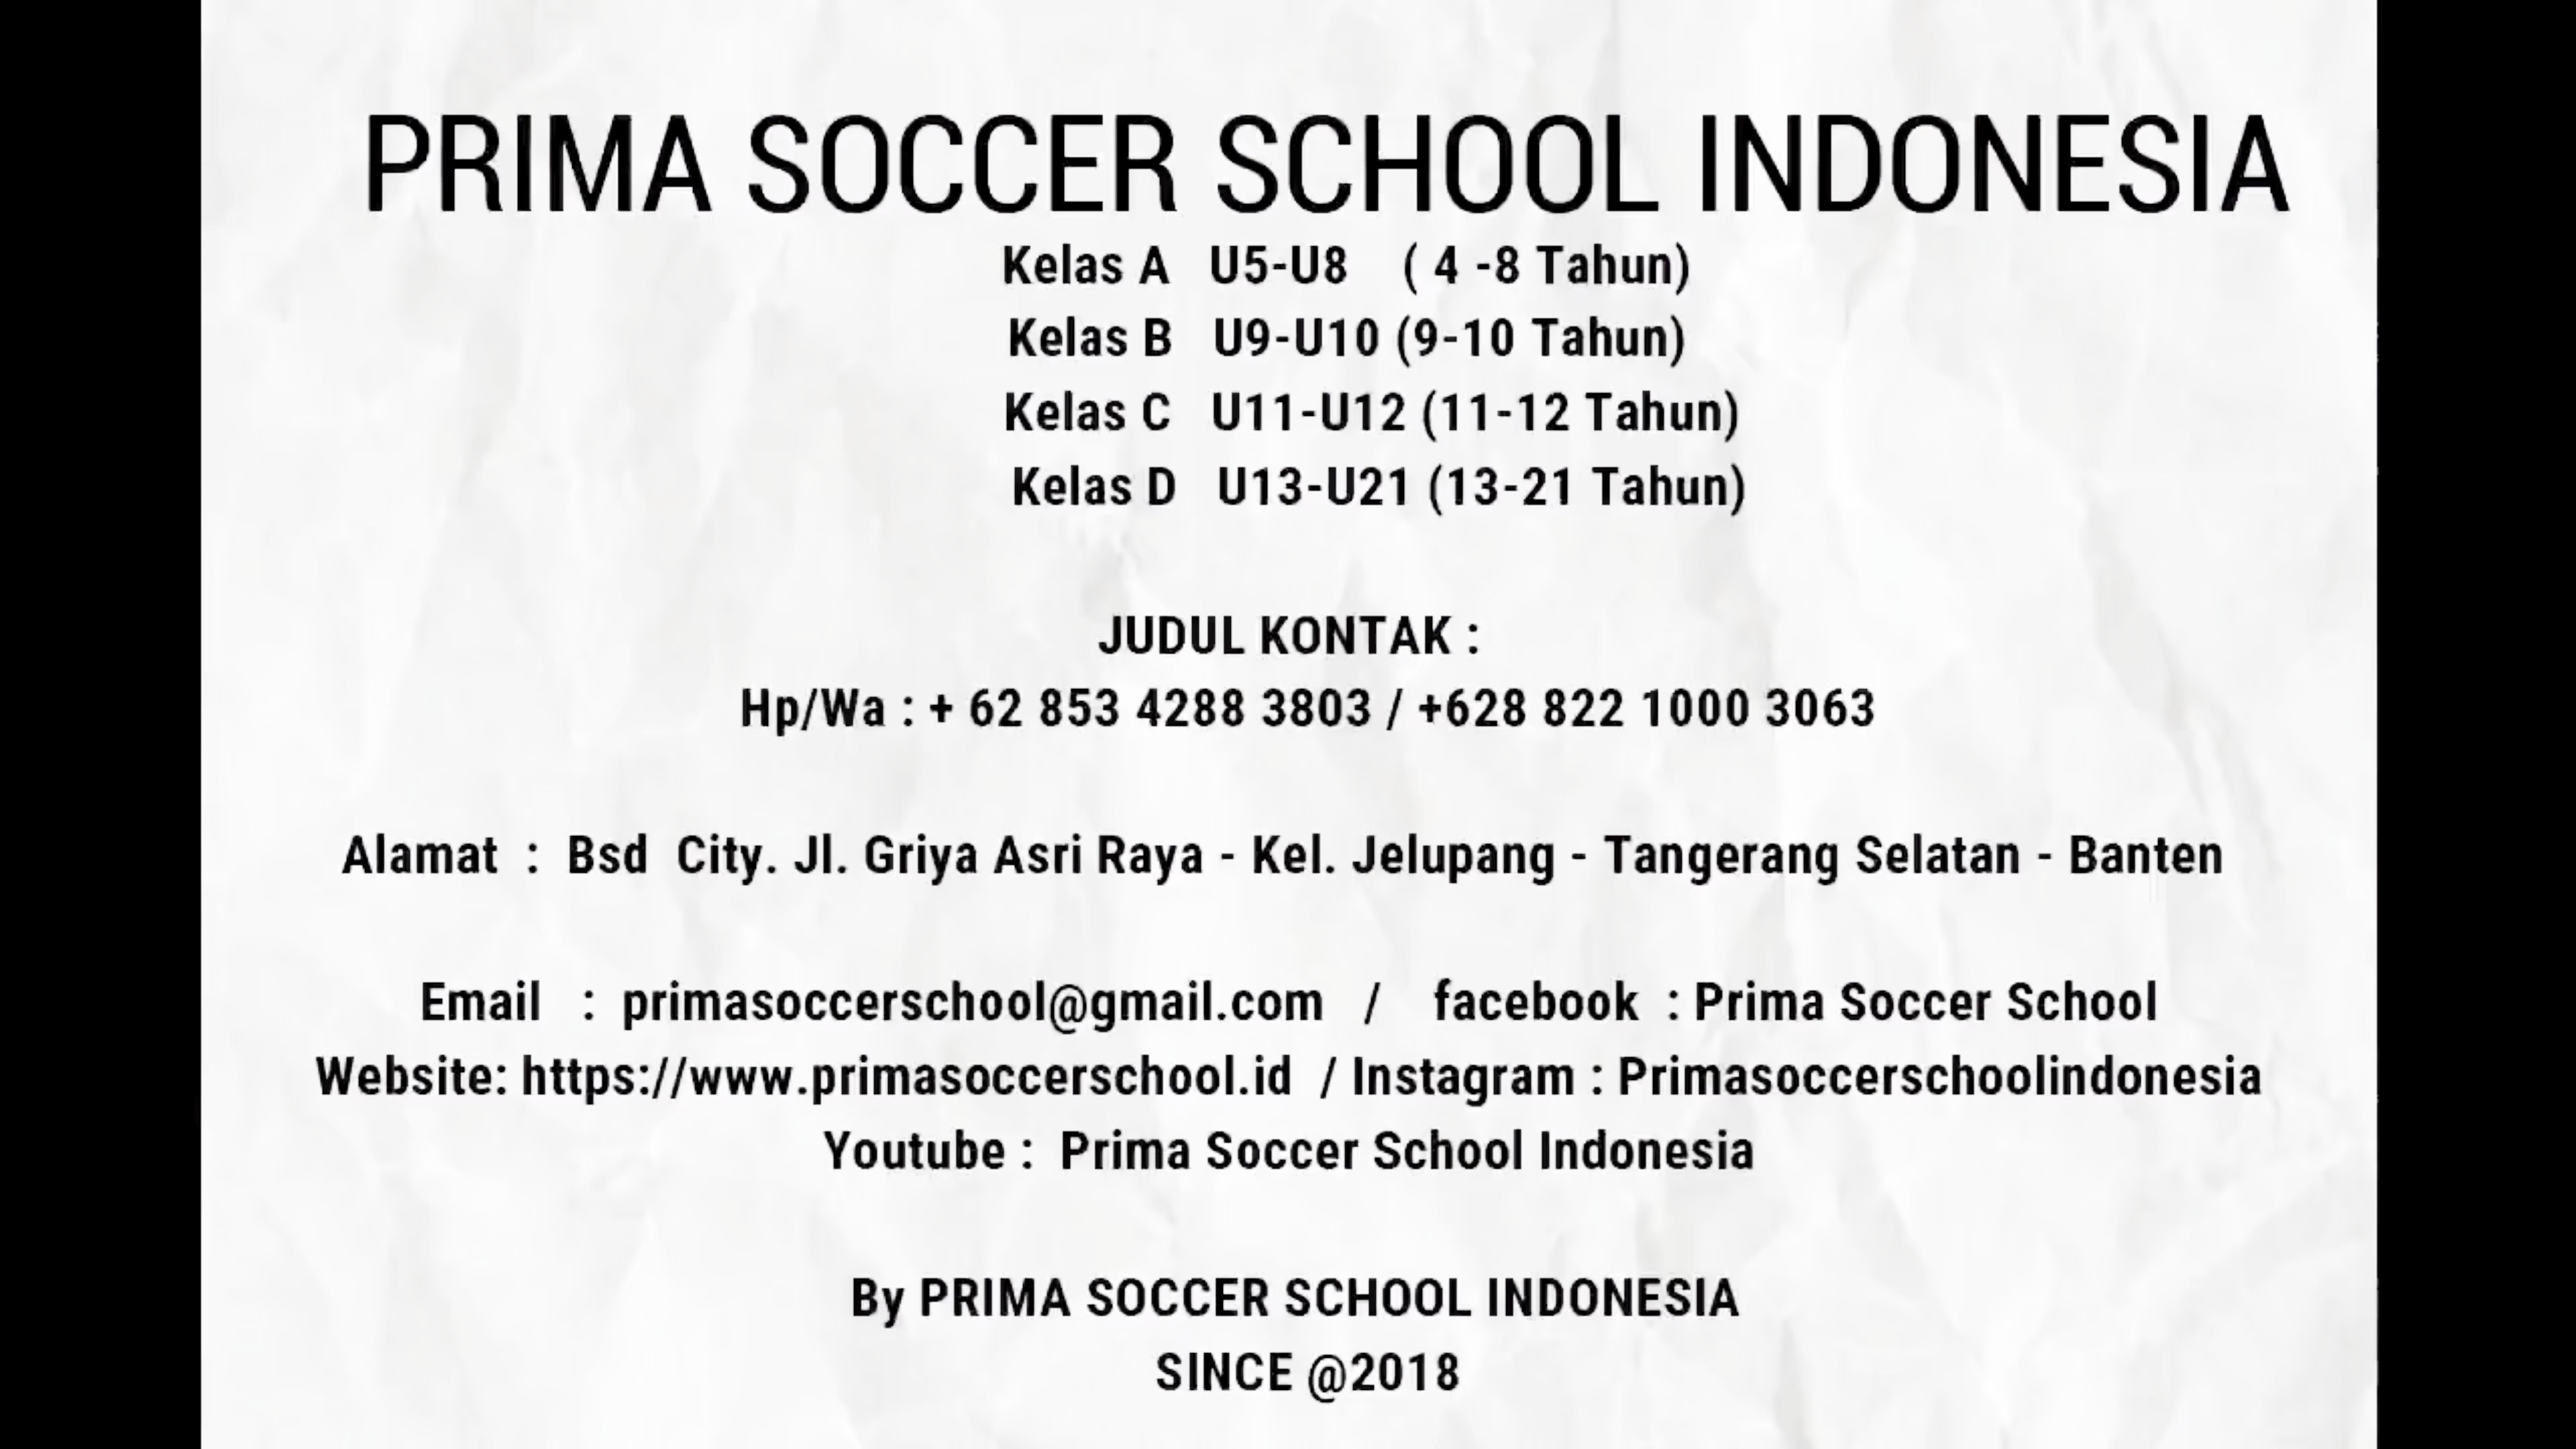 PRIMA SOCCER SCHOOL INDONESIA
Kelas A U5-U8 ( 4 -8 Tahun)
Kelas B U9-U10 (9-10 Tahun)
Kelas C U11-U12 (11-12 Tahun)
Kelas D U13-U21 (13-21 Tahun)
JUDUL KONTAK :
Hp/Wa : + 62 853 4288 3803 / +628 822 1000 3063
Alamat : Bsd City. Jl. Griya Asri Raya - Kel. Jelupang - Tangerang Selatan - Banten
Email : primasoccerschool@gmail.com / facebook : Prima Soccer School
Website: https://www.primasoccerschool.id / Instagram : Primasoccerschoolindonesia
Youtube : Prima Soccer School Indonesia
By PRIMA SOCCER SCHOOL INDONESIA
SINCE @2018